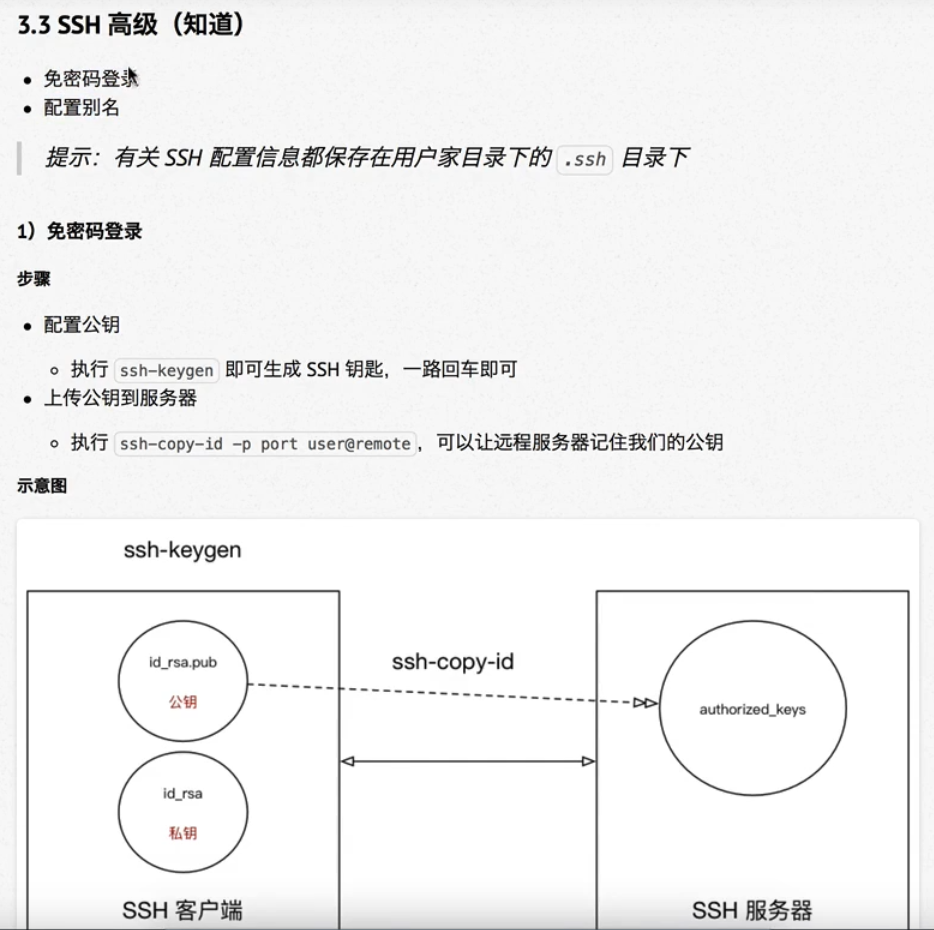 3.3 SSH 高级（知道）
免密码登录
配置别名
提示：有关 SSH 配置信息都保存在用户家目录下的 .ssh 目录下
1）免密码登录
步骤
配置公钥
执行 ssh-keygen 即可生成 SSH 钥匙，一路回车即可
上传公钥到服务器
执行 ssh-copy-id -p port user@remote，可以让远程服务器记住我们的公钥
示意图
ssh-keygen
id_rsa.pub
公钥
ssh-copy-id
authorized_keys
id_rsa
私钥
SSH 客户端
SSH 服务器